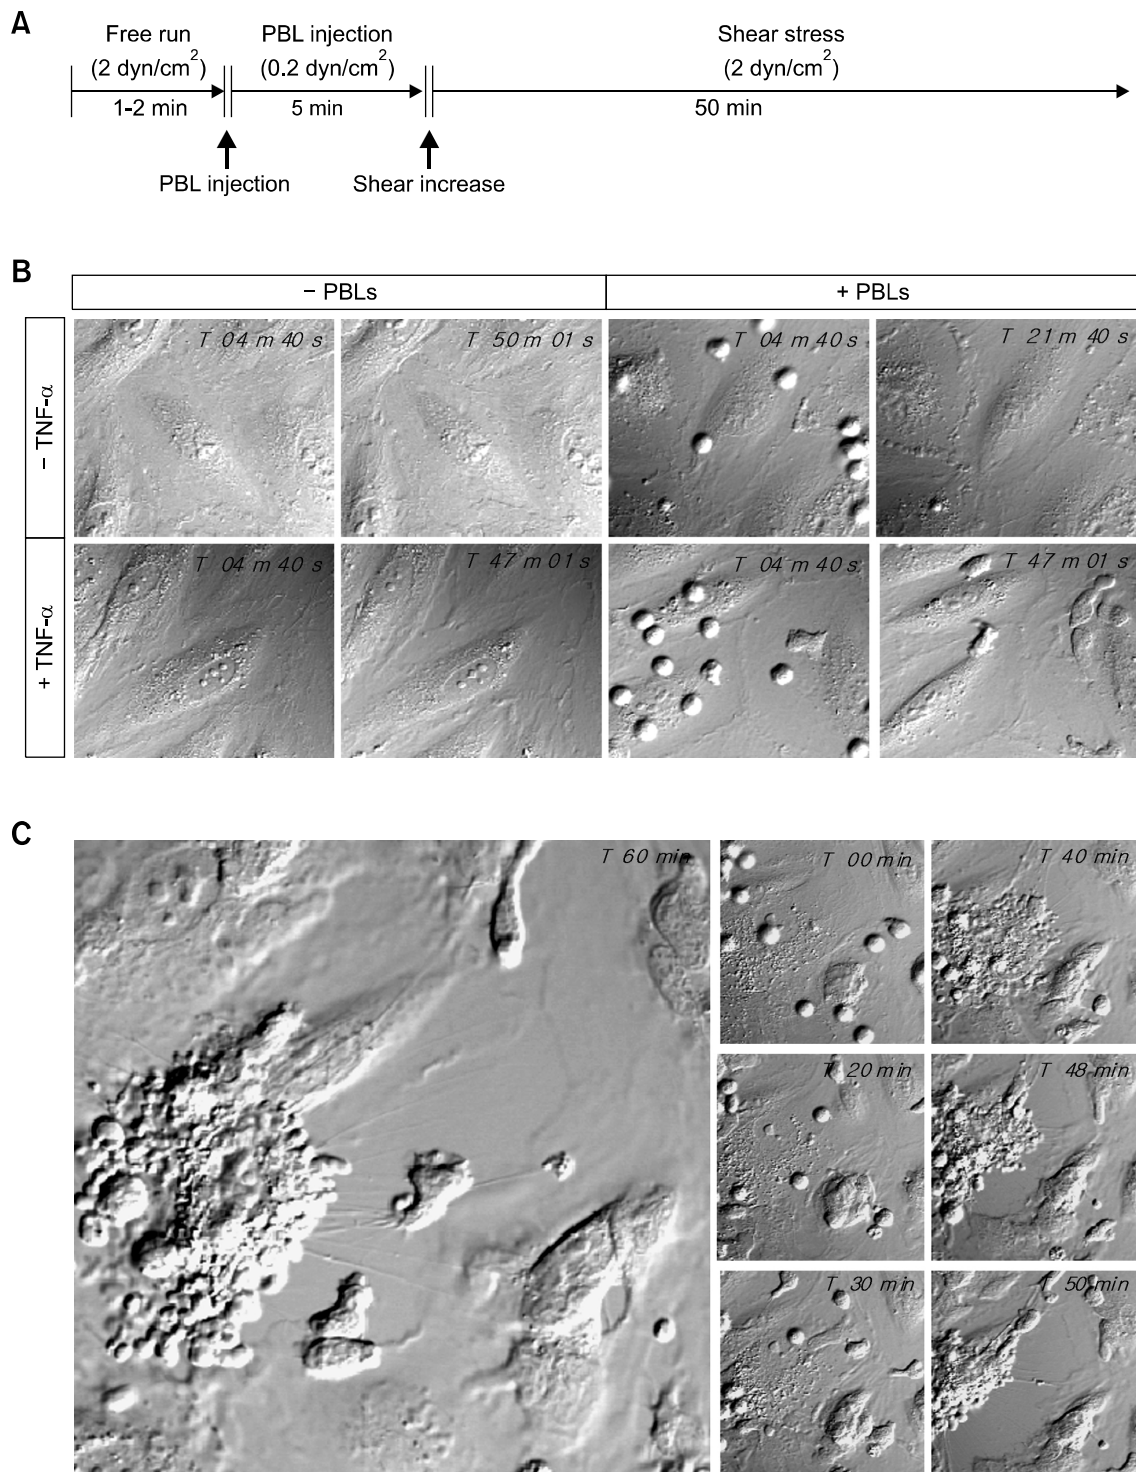 A
Free run
(2 dyn/cm²)
1-2 min
PBL injection
(0.2 dyn/cm²)
5 min
Shear stress
(2 dyn/cm²)
50 min
PBL injection
Shear increase
B
− PBLs
+ PBLs
− TNF-α
T 04 m 40 s
T 50 m 01 s
T 04 m 40 s
T 21 m 40 s
+ TNF-α
T 04 m 40 s
T 47 m 01 s
T 04 m 40 s
T 47 m 01 s
C
T 60 min
T 00 min
T 40 min
T 20 min
T 48 min
T 30 min
T 50 min